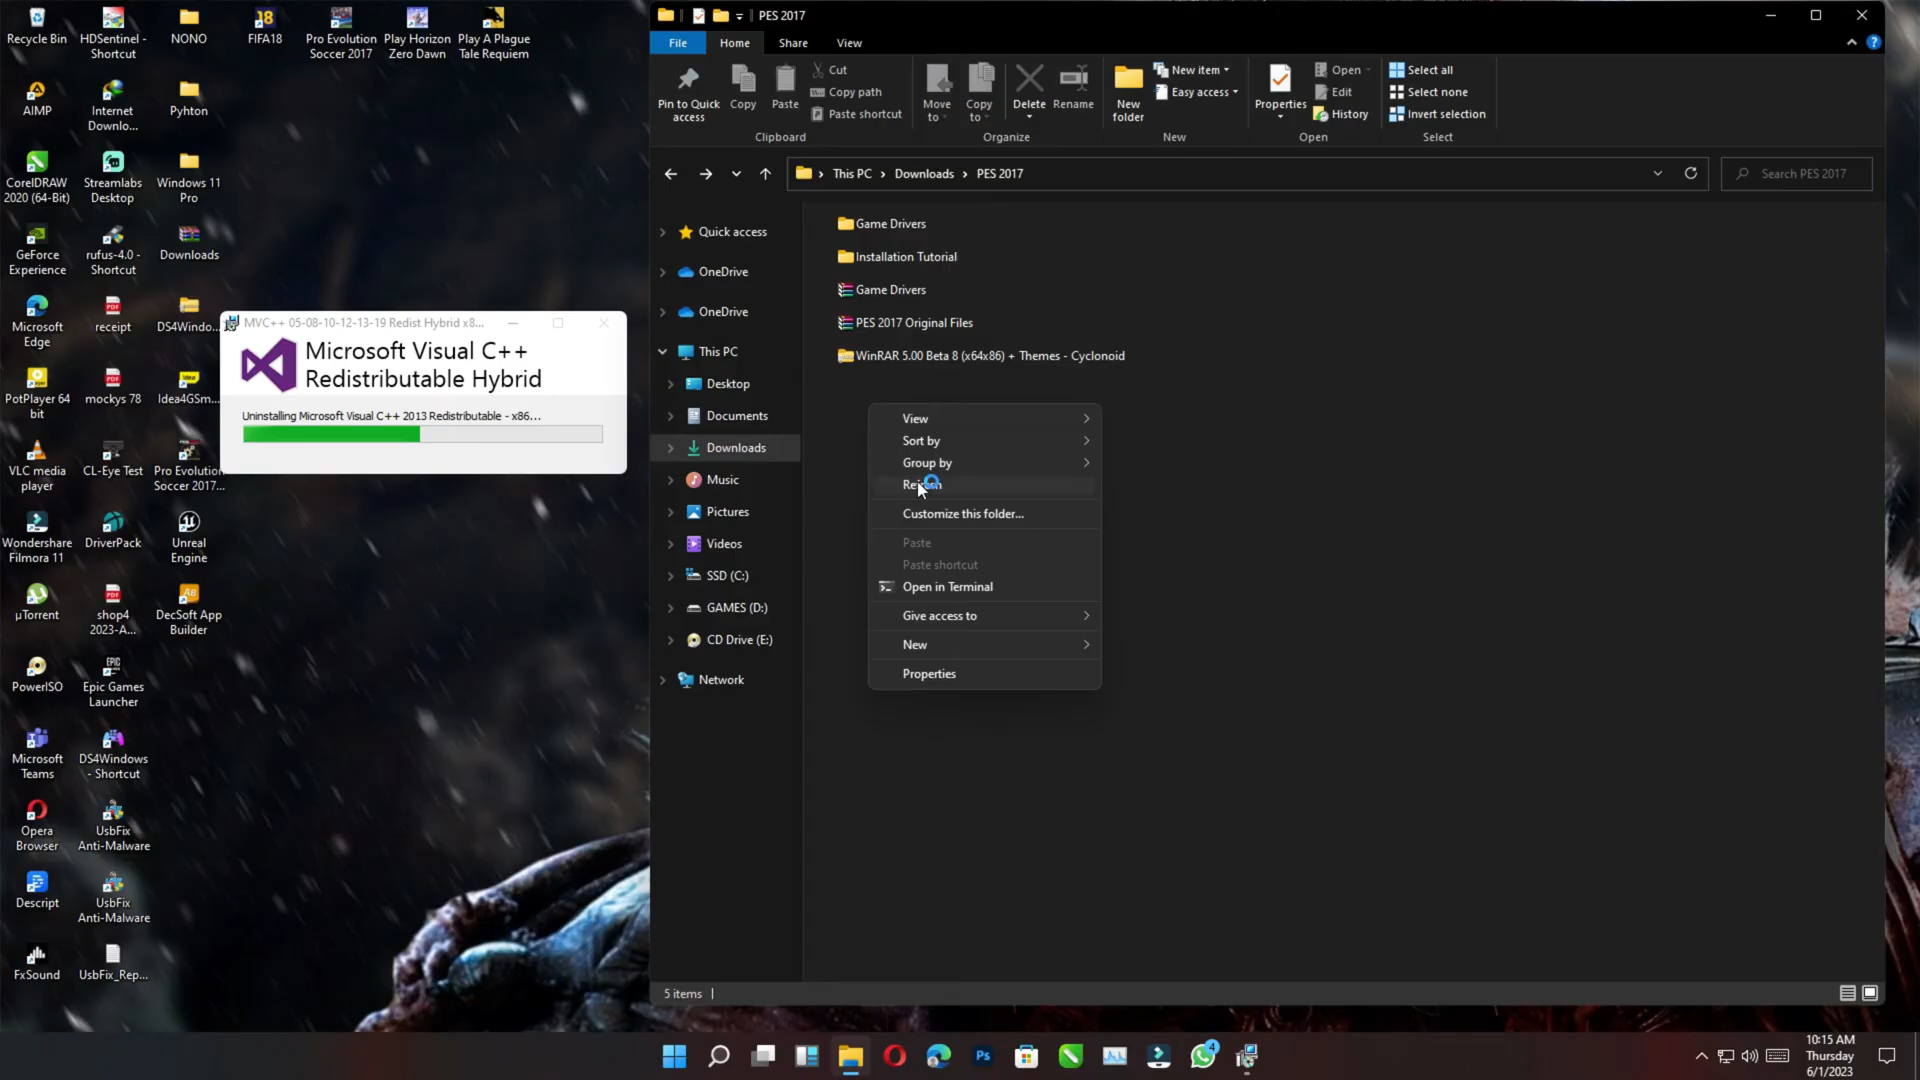 Recycle Bin
HDSentinel - Shortcut
NONO
FIFA18
Pro Evolution Soccer 2017
Play Horizon Zero Dawn
Play A Plague Tale Requiem
AIMP
Internet Downlo...
Pyhton
CorelDRAW 2020 (64-Bit)
Streamlabs Desktop
Windows 11 Pro
GeForce Experience
rufus-4.0 - Shortcut
Downloads
Microsoft Edge
receipt
DS4Windo...
PotPlayer 64 bit
mockys 78
Idea4GSm...
VLC media player
CL-Eye Test
Pro Evolution Soccer 2017...
Wondershare Filmora 11
DriverPack
Unreal Engine
µTorrent
shop4 2023-A...
DecSoft App Builder
PowerISO
Epic Games Launcher
Microsoft Teams
DS4Windows - Shortcut
Opera Browser
UsbFix Anti-Malware
Descript
UsbFix Anti-Malware
FxSound
UsbFix_Rep...
MVC++ 05-08-10-12-13-19 Redist Hybrid x8...
Microsoft Visual C++
Redistributable Hybrid
Uninstalling Microsoft Visual C++ 2013 Redistributable - x86...
PES 2017
File
Home
Share
View
Pin to Quick access
Copy
Paste
Cut
Copy path
Paste shortcut
Clipboard
Move to
Copy to
Delete
Rename
Organize
New folder
New item
Easy access
New
Properties
Open
Edit
History
Open
Select all
Select none
Invert selection
Select
This PC › Downloads › PES 2017
Search PES 2017
Quick access
OneDrive
OneDrive
This PC
Desktop
Documents
Downloads
Music
Pictures
Videos
SSD (C:)
GAMES (D:)
CD Drive (E:)
Network
Game Drivers
Installation Tutorial
Game Drivers
PES 2017 Original Files
WinRAR 5.00 Beta 8 (x64x86) + Themes - Cyclonoid
View
Sort by
Group by
Refresh
Customize this folder...
Paste
Paste shortcut
Open in Terminal
Give access to
New
Properties
5 items
Ps
4
10:15 AM
Thursday
6/1/2023